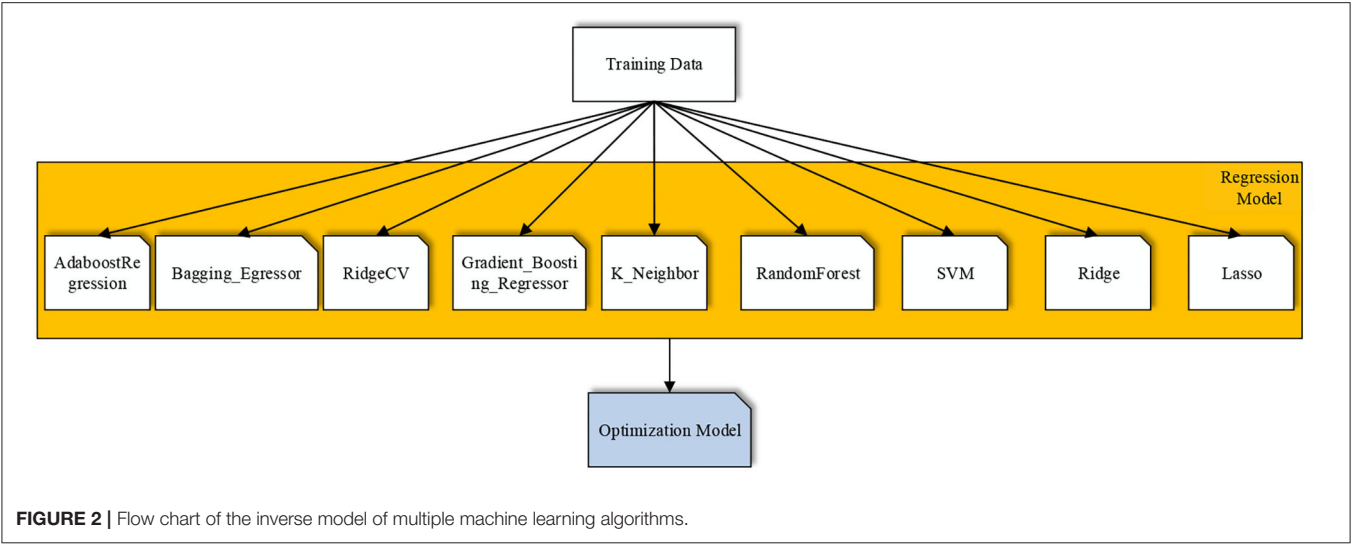 Training Data
Regression
Model
AdaboostRe
gression
Bagging_Egressor
RidgeCV
Gradient_Boosti
ng_Regressor
K_Neighbor
RandomForest
SVM
Ridge
Lasso
Optimization Model
FIGURE 2 | Flow chart of the inverse model of multiple machine learning algorithms.